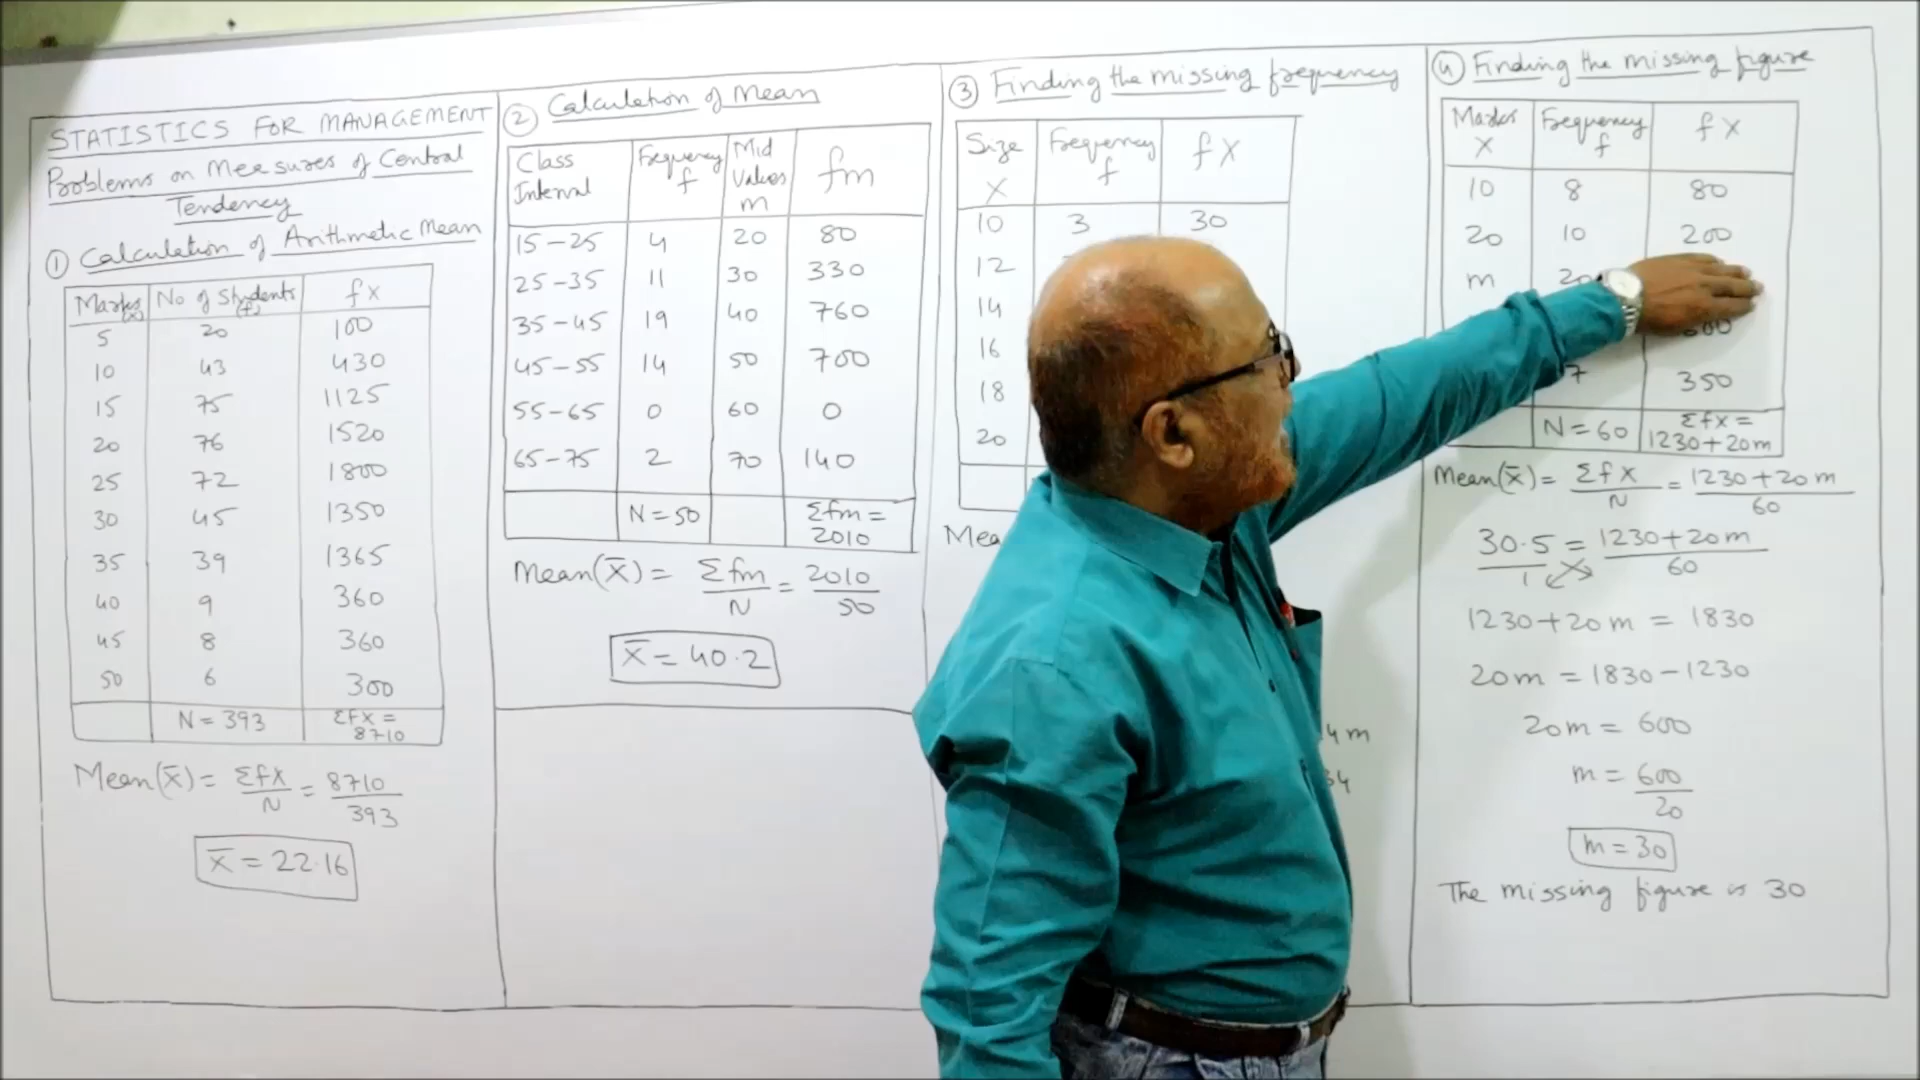 STATISTICS FOR MANAGEMENT
Problems on Measures of Central
Tendency
① Calculation of Arithmetic Mean
Marks (x) No of Students (f) fX
5 20 100
10 43 430
15 75 1125
20 76 1520
25 72 1800
30 45 1350
35 39 1365
40 9 360
45 8 360
50 6 300
N = 393 ΣfX = 8710
Mean(X̄) = ΣfX/N = 8710/393
X̄ = 22.16
② Calculation of Mean
Class Interval Frequency f Mid Values m fm
15-25 4 20 80
25-35 11 30 330
35-45 19 40 760
45-55 14 50 700
55-65 0 60 0
65-75 2 70 140
N = 50 Σfm = 2010
Mean(X̄) = Σfm/N = 2010/50
X̄ = 40.2
③ Finding the missing frequency
Size X Frequency f fX
10 3 30
12
14
16
18
20
Mea
4m
34
④ Finding the missing figure
Marks X Frequency f fX
10 8 80
20 10 200
m 20
7 350
N = 60 Σfx = 1230+20m
Mean(X̄) = ΣfX/N = 1230+20m/60
30.5/1 = 1230+20m/60
1230+20m = 1830
20m = 1830-1230
20m = 600
m = 600/20
m = 30
The missing figure is 30